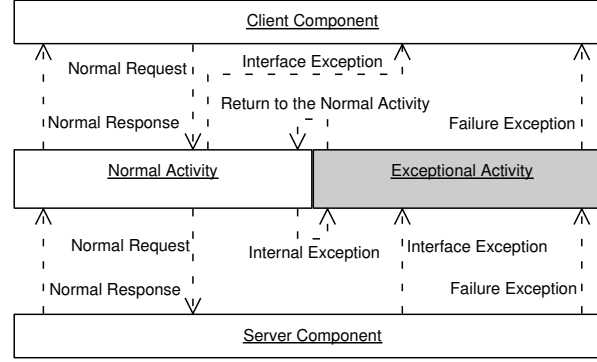 Client Component
Interface Exception
Normal Request
Return to the Normal Activity
Normal Response
Failure Exception
Normal Activity
Exceptional Activity
Normal Request
Internal Exception
Interface Exception
Normal Response
Failure Exception
Server Component